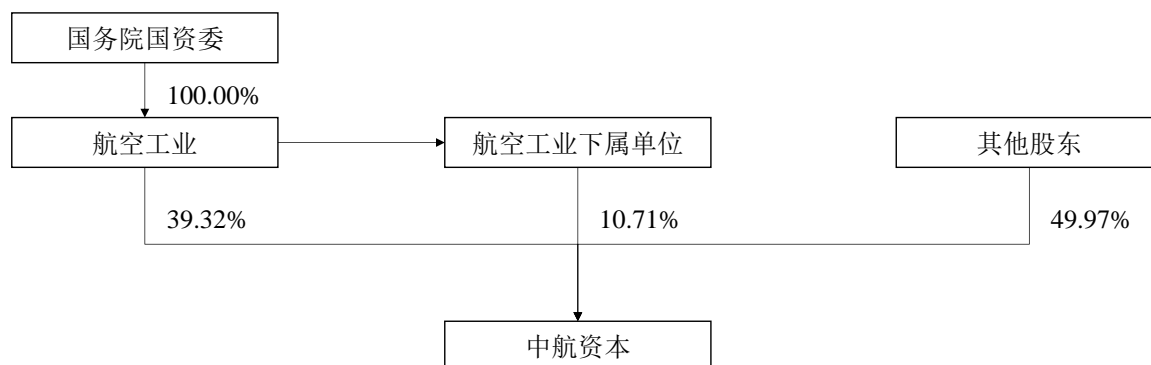 国务院国资委
100.00%
航空工业
航空工业下属单位
其他股东
39.32%
10.71%
49.97%
中航资本